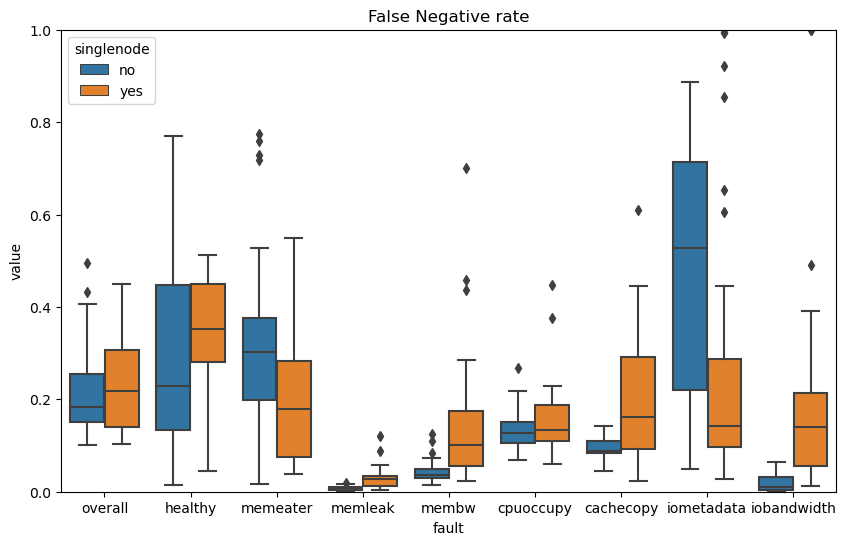 False Negative rate
singlenode
no
yes
1.0
0.8
0.6
0.4
0.2
0.0
value
overall healthy memeater memleak membw cpuoccupy cachecopy iometadata iobandwidth
fault